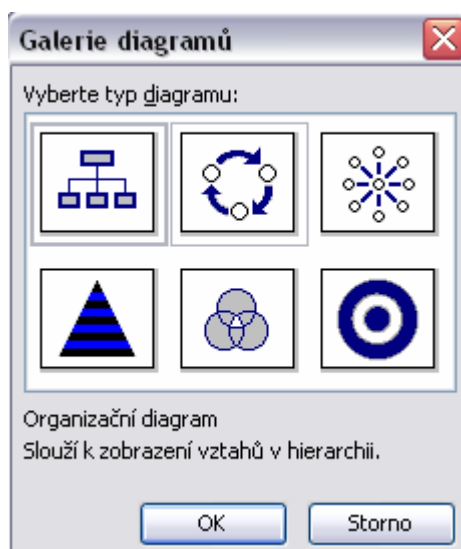 Galerie diagramů
Vyberte typ diagramu:
Organizační diagram
Slouží k zobrazení vztahů v hierarchii.
OK
Storno